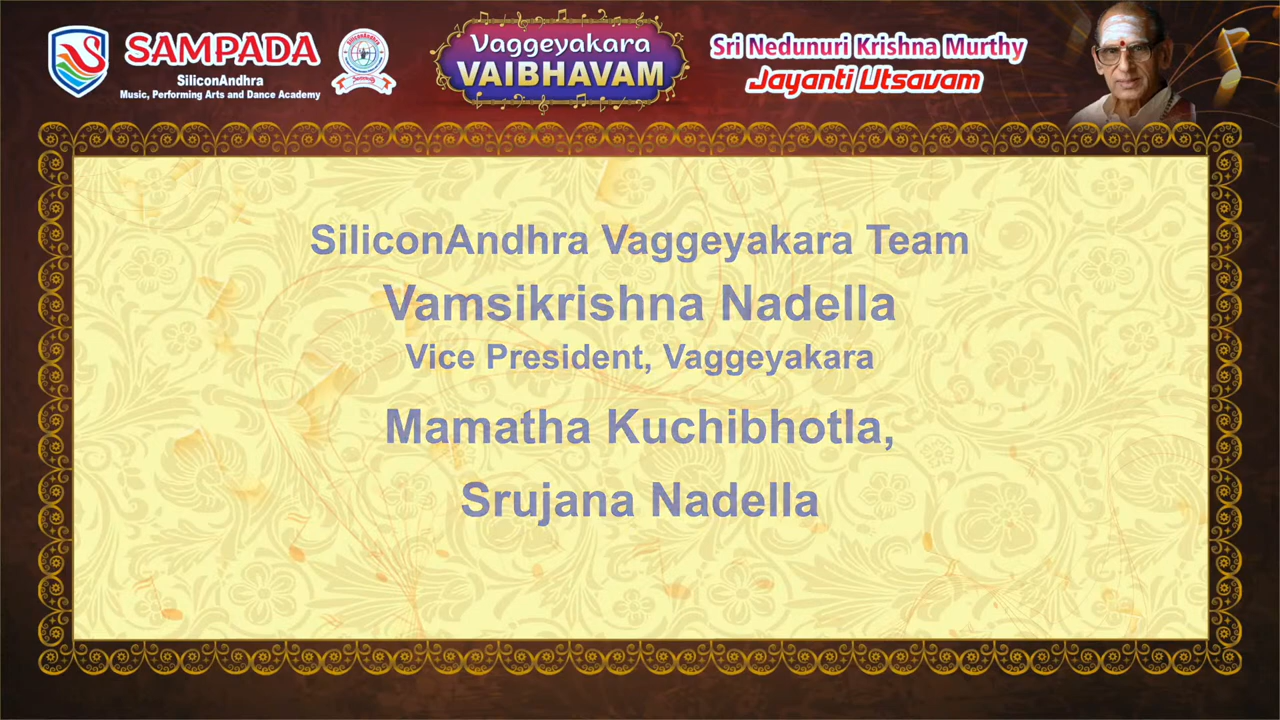 SAMPADA
SiliconAndhra
Music, Performing Arts and Dance Academy
Vaggeyakara
VAIBHAVAM
Sri Nedunuri Krishna Murthy
Jayanti Utsavam
SiliconAndhra Vaggeyakara Team
Vamsikrishna Nadella
Vice President, Vaggeyakara
Mamatha Kuchibhotla,
Srujana Nadella